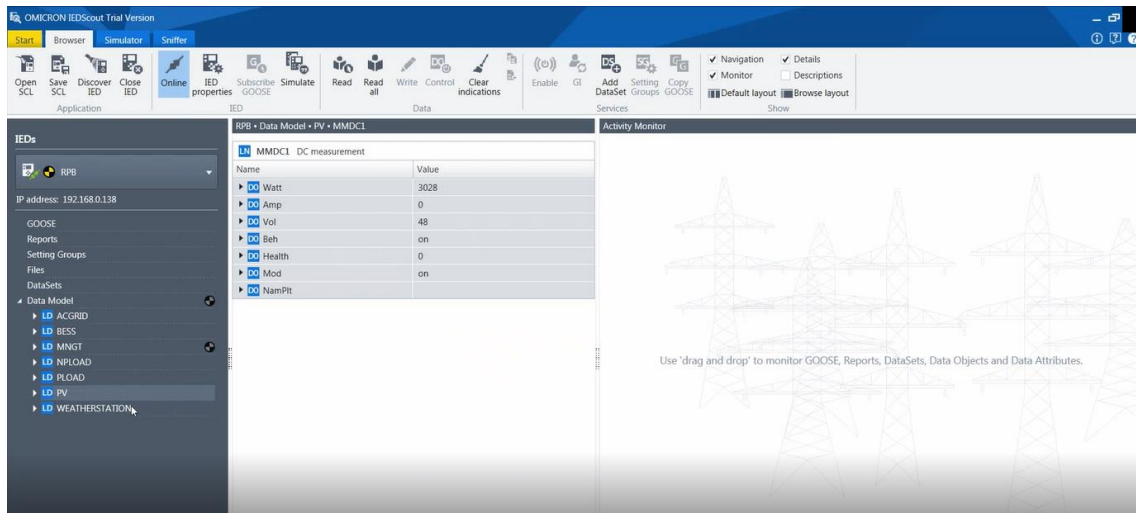 OMICRON IEDScout Trial Version
Start Browser Simulator Sniffer
Open SCL Save SCL Discover IED Close IED Online IED properties Subscribe GOOSE Simulate Read Read all Write Control Clear indications Enable GI Add DataSet Setting Groups Copy GOOSE
Navigation Details
Monitor Descriptions
Default layout Browse layout
Application IED Data Services Show
IEDs
RPB
IP address: 192.168.0.138
GOOSE
Reports
Setting Groups
Files
DataSets
Data Model
LD ACGRID
LD BESS
LD MNGT
LD NPLOAD
LD PLOAD
LD PV
LD WEATHERSTATION
RPB • Data Model • PV • MMDC1
LN MMDC1 DC measurement
Name Value
DO Watt 3028
DO Amp 0
DO Vol 48
DO Beh on
DO Health 0
DO Mod on
DO NamPlt
Activity Monitor
Use 'drag and drop' to monitor GOOSE, Reports, DataSets, Data Objects and Data Attributes.